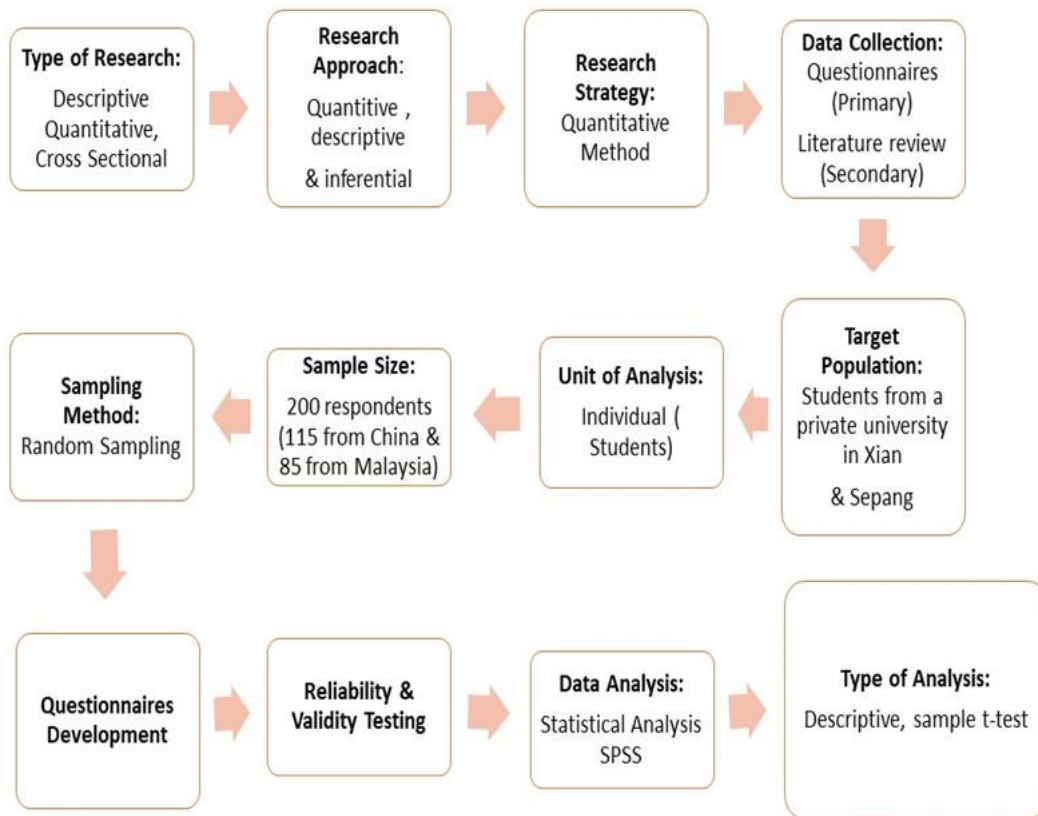 Type of Research:
Descriptive
Quantitative,
Cross Sectional
Research
Approach:
Quantitive , 
descriptive
& inferential
Research
Strategy:
Quantitative
Method
Data Collection:
Questionnaires
(Primary)
Literature review
(Secondary)
Target
Population:
Students from a
private university
in Xian
& Sepang
Unit of Analysis:
Individual (
Students)
Sample Size:
200 respondents
(115 from China &
85 from Malaysia)
Sampling
Method:
Random Sampling
Questionnaires
Development
Reliability &
Validity Testing
Data Analysis:
Statistical Analysis
SPSS
Type of Analysis:
Descriptive, sample t-test